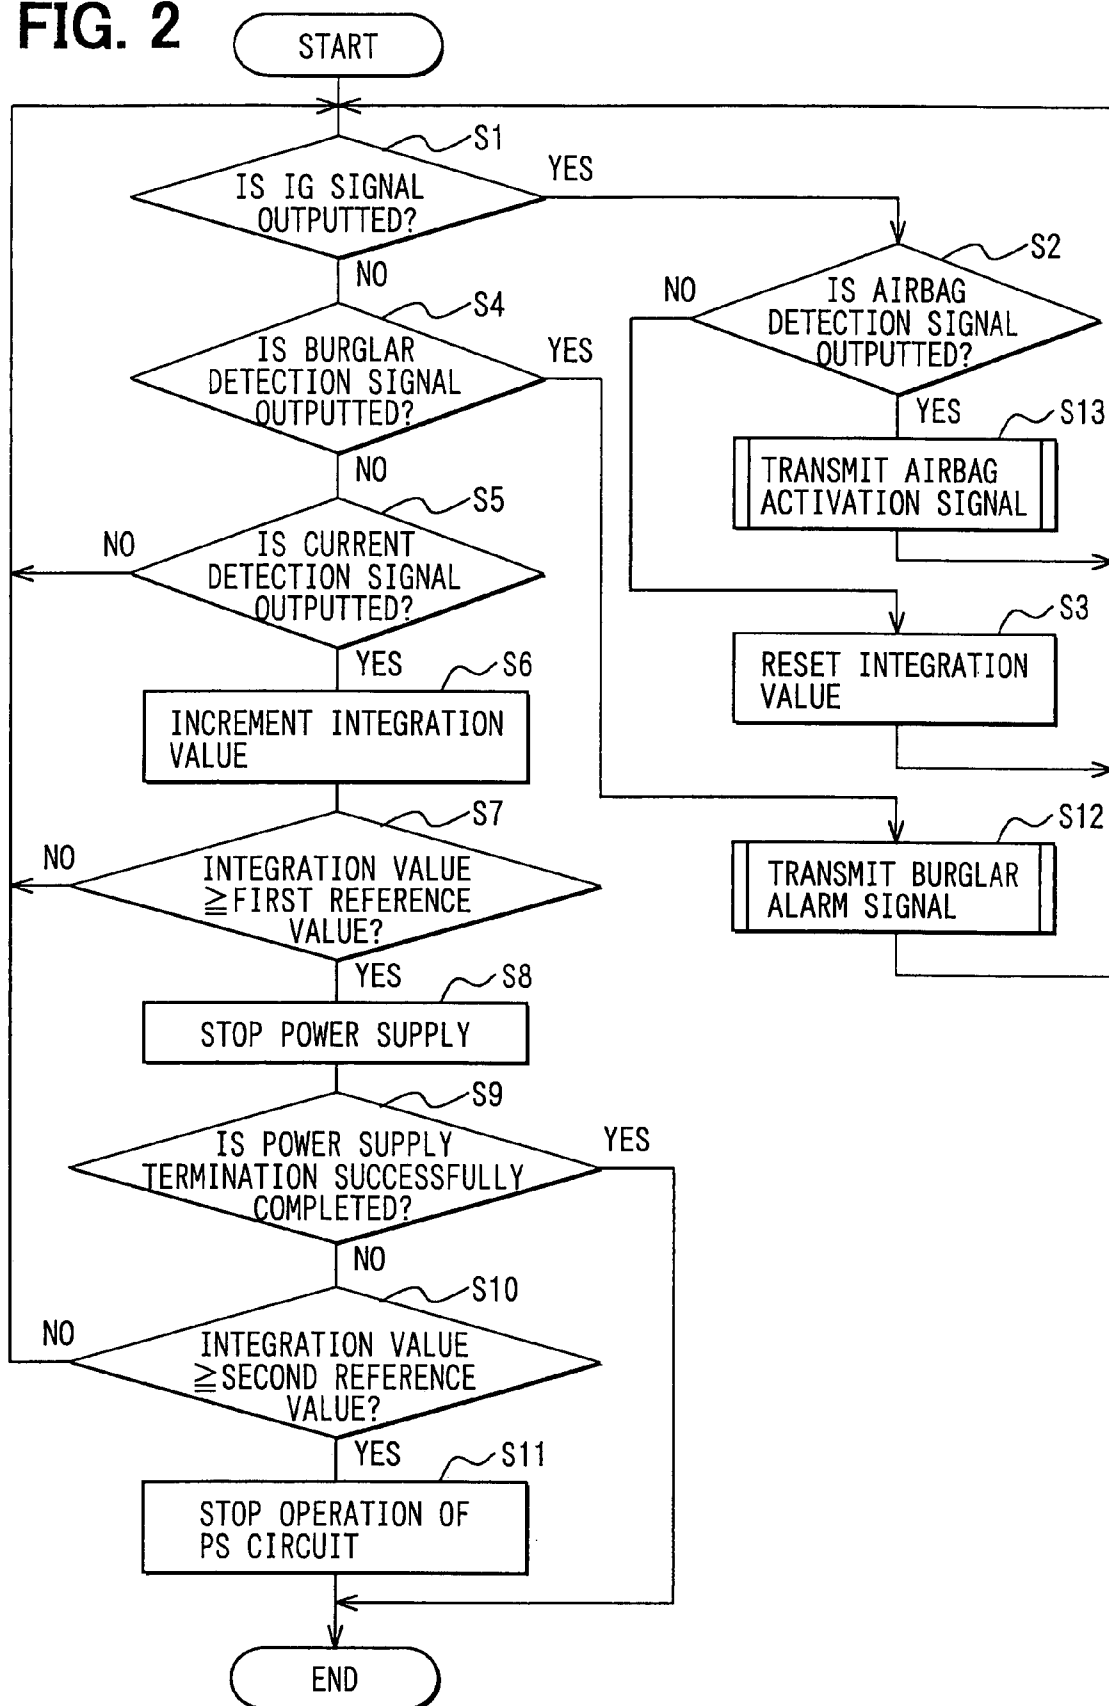 FIG. 2
START
S1
IS IG SIGNAL
OUTPUTTED?
YES
NO
S2
IS AIRBAG
DETECTION SIGNAL
OUTPUTTED?
NO
YES
S13
TRANSMIT AIRBAG
ACTIVATION SIGNAL
S3
RESET INTEGRATION
VALUE
S4
IS BURGLAR
DETECTION SIGNAL
OUTPUTTED?
YES
NO
S12
TRANSMIT BURGLAR
ALARM SIGNAL
S5
IS CURRENT
DETECTION SIGNAL
OUTPUTTED?
NO
YES
S6
INCREMENT INTEGRATION
VALUE
S7
INTEGRATION VALUE
≧FIRST REFERENCE
VALUE?
NO
YES
S8
STOP POWER SUPPLY
S9
IS POWER SUPPLY
TERMINATION SUCCESSFULLY
COMPLETED?
YES
NO
S10
INTEGRATION VALUE
≧SECOND REFERENCE
VALUE?
NO
YES
S11
STOP OPERATION OF
PS CIRCUIT
END